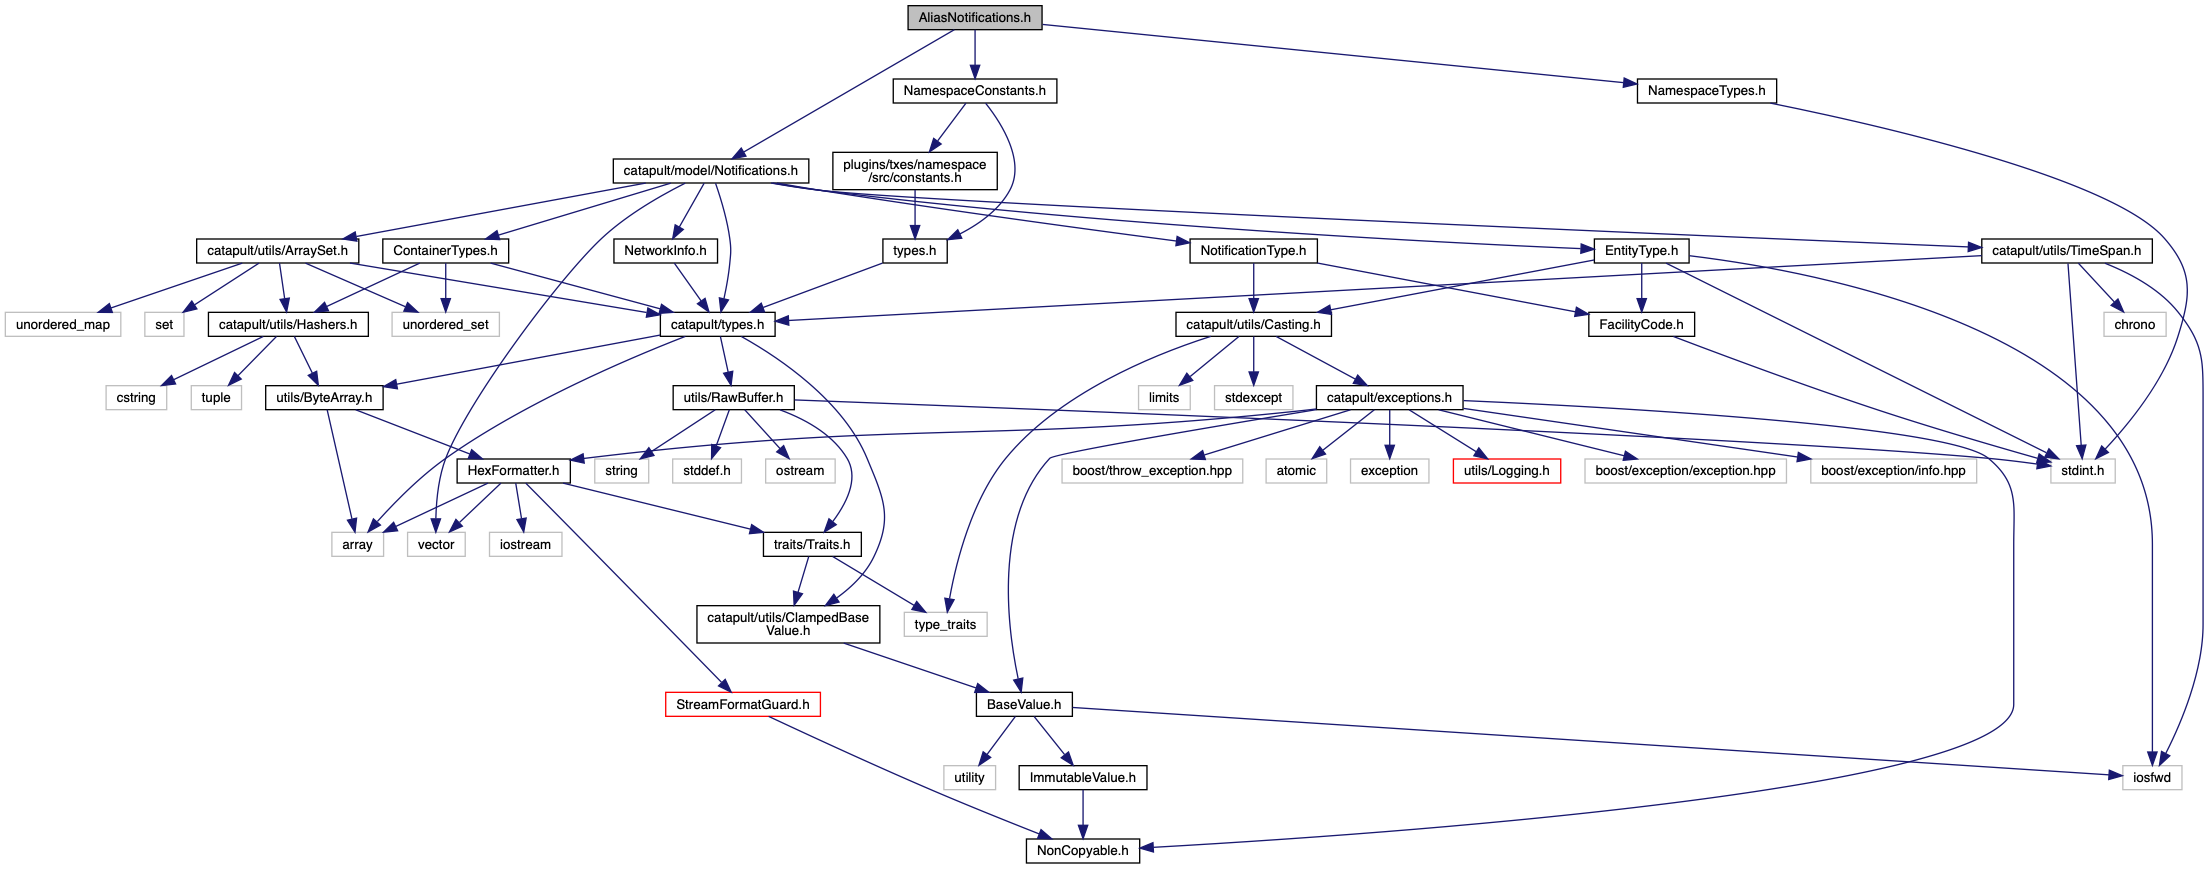 AliasNotifications.h
NamespaceConstants.h
NamespaceTypes.h
catapult/model/Notifications.h
plugins/txes/namespace
/src/constants.h
catapult/utils/ArraySet.h
ContainerTypes.h
NetworkInfo.h
types.h
NotificationType.h
EntityType.h
catapult/utils/TimeSpan.h
unordered_map
set
catapult/utils/Hashers.h
unordered_set
catapult/types.h
catapult/utils/Casting.h
FacilityCode.h
chrono
cstring
tuple
utils/ByteArray.h
utils/RawBuffer.h
limits
stdexcept
catapult/exceptions.h
HexFormatter.h
string
stddef.h
ostream
boost/throw_exception.hpp
atomic
exception
utils/Logging.h
boost/exception/exception.hpp
boost/exception/info.hpp
stdint.h
array
vector
iostream
traits/Traits.h
catapult/utils/ClampedBase
Value.h
type_traits
StreamFormatGuard.h
BaseValue.h
utility
ImmutableValue.h
iosfwd
NonCopyable.h